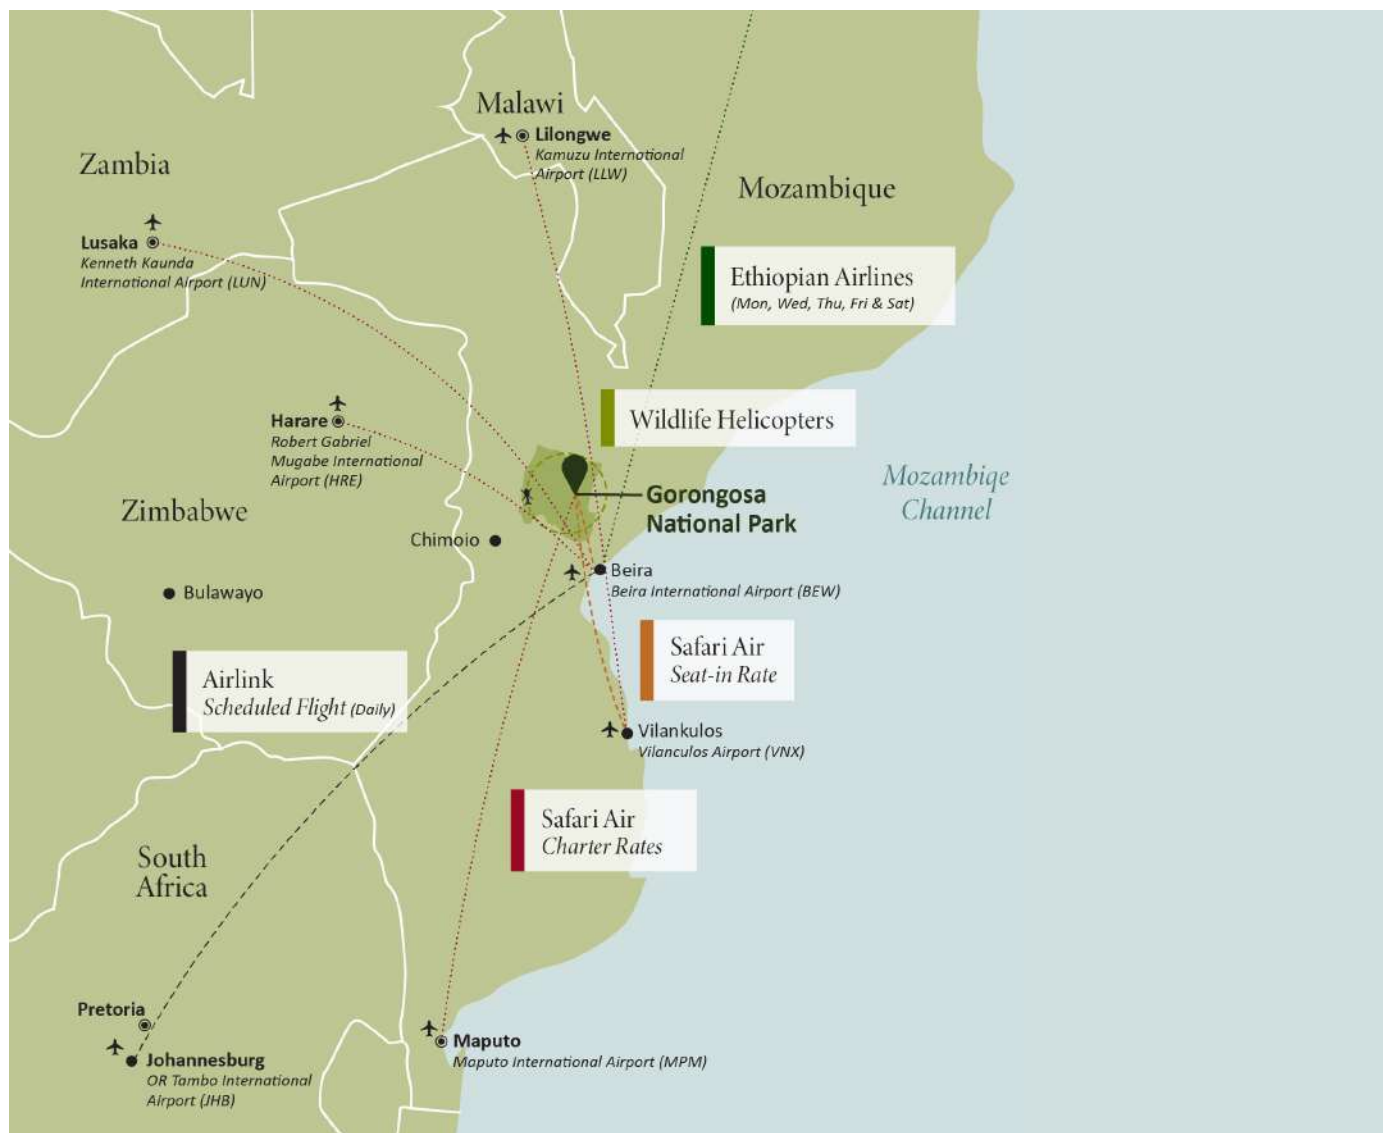 Malawi
Lilongwe
Kamuzu International
Airport (LLW)
Zambia
Mozambique
Lusaka
Kenneth Kaunda
International Airport (LUN)
Ethiopian Airlines
(Mon, Wed, Thu, Fri & Sat)
Harare
Robert Gabriel
Mugabe International
Airport (HRE)
Wildlife Helicopters
Mozambiqe
Channel
Gorongosa
National Park
Zimbabwe
Chimoio
Beira
Beira International Airport (BEW)
Bulawayo
Safari Air
Seat-in Rate
Airlink
Scheduled Flight (Daily)
Vilankulos
Vilanculos Airport (VNX)
Safari Air
Charter Rates
South
Africa
Pretoria
Johannesburg
OR Tambo International
Airport (JHB)
Maputo
Maputo International Airport (MPM)